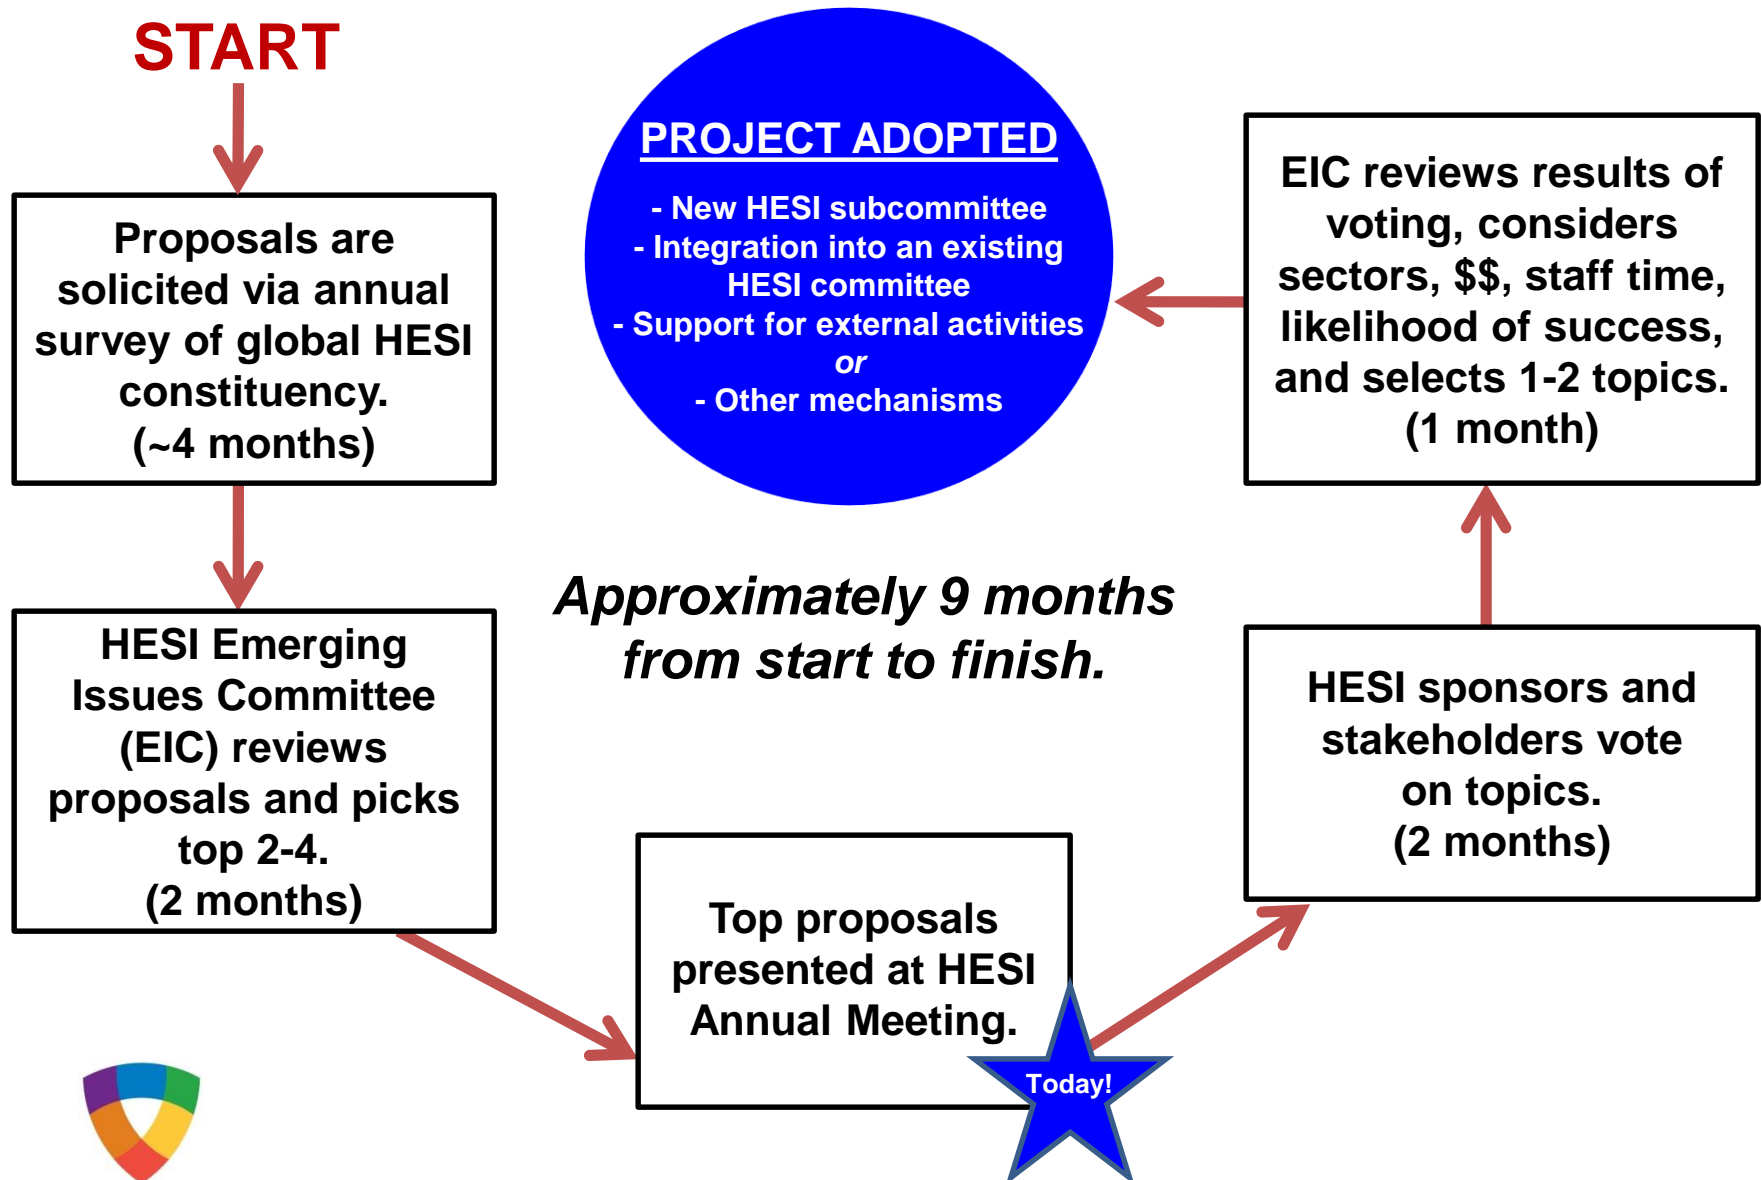 START
Proposals are
solicited via annual
survey of global HESI
constituency.
(~4 months)
HESI Emerging
Issues Committee
(EIC) reviews
proposals and picks
top 2-4.
(2 months)
Top proposals
presented at HESI
Annual Meeting.
Today!
HESI sponsors and
stakeholders vote
on topics.
(2 months)
EIC reviews results of
voting, considers
sectors, $$, staff time,
likelihood of success,
and selects 1-2 topics.
(1 month)
PROJECT ADOPTED
- New HESI subcommittee
- Integration into an existing
HESI committee
- Support for external activities
or
- Other mechanisms
Approximately 9 months
from start to finish.